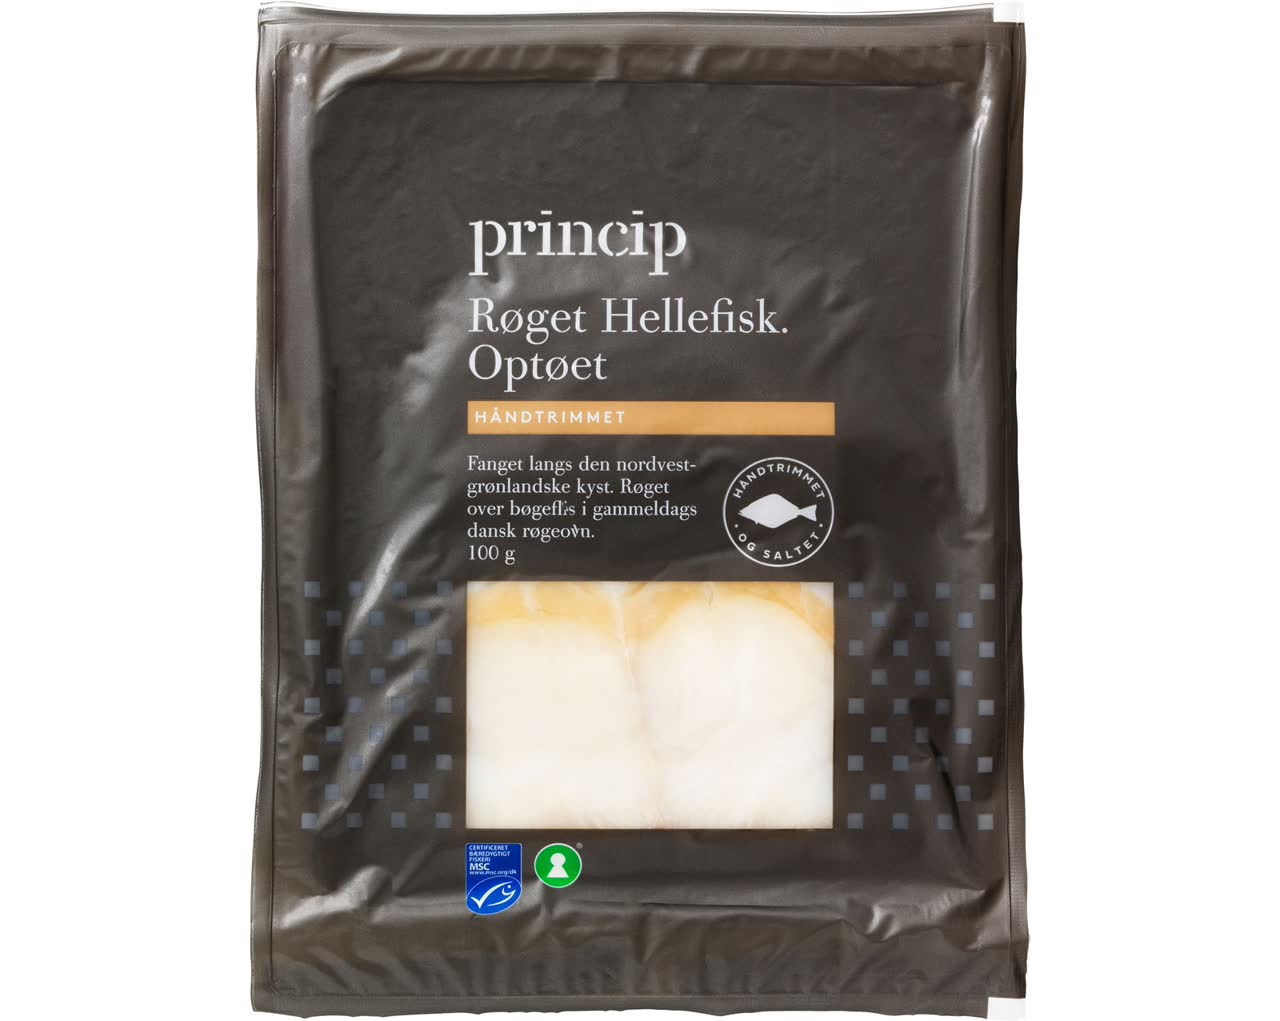 princip
Røget Hellefisk.
Optøet
HÅNDTRIMMET
Fanget langs den nordvest-
grønlandske kyst. Røget
over bøgeflis i gammeldags
dansk røgeovn.
100 g
HÅNDTRIMMET
• OG SALTET •
CERTIFICERET
BÆREDYGTIGT
FISKERI
MSC
www.msc.org/dk
®